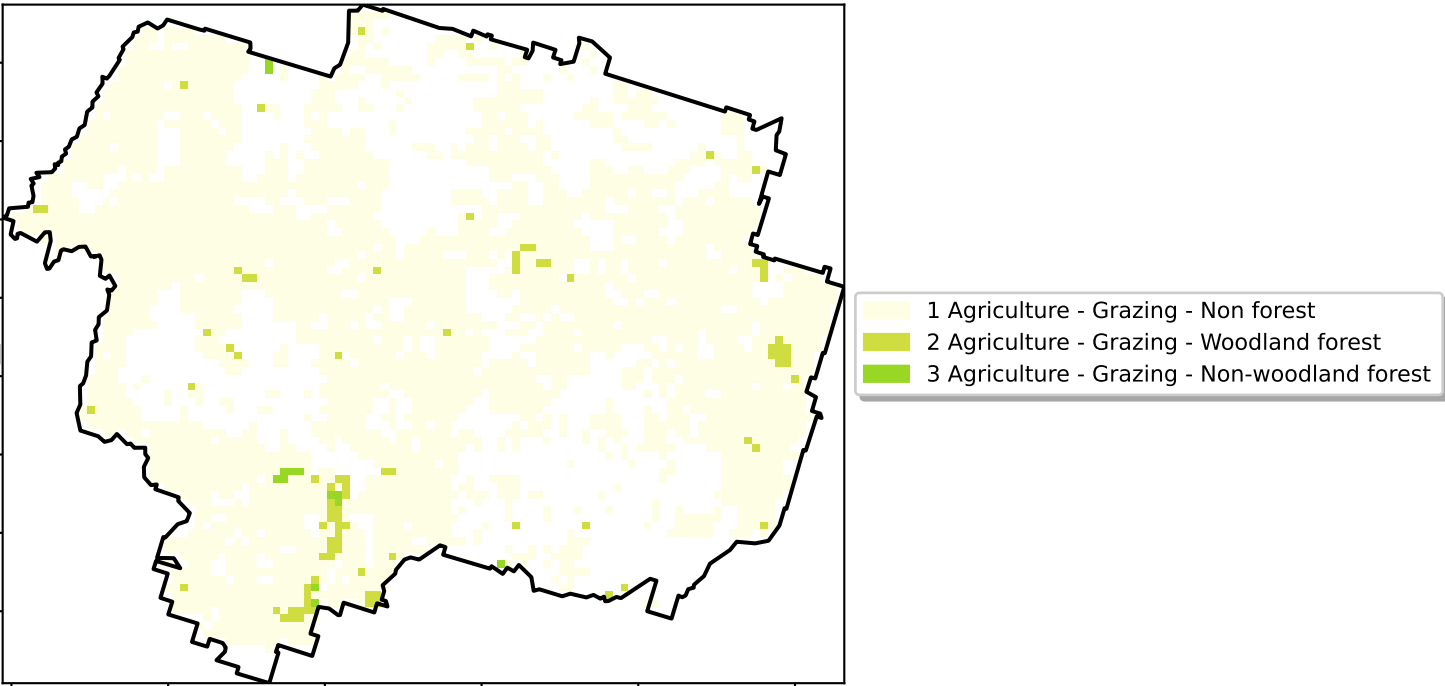 1 Agriculture - Grazing - Non forest
2 Agriculture - Grazing - Woodland forest
3 Agriculture - Grazing - Non-woodland forest